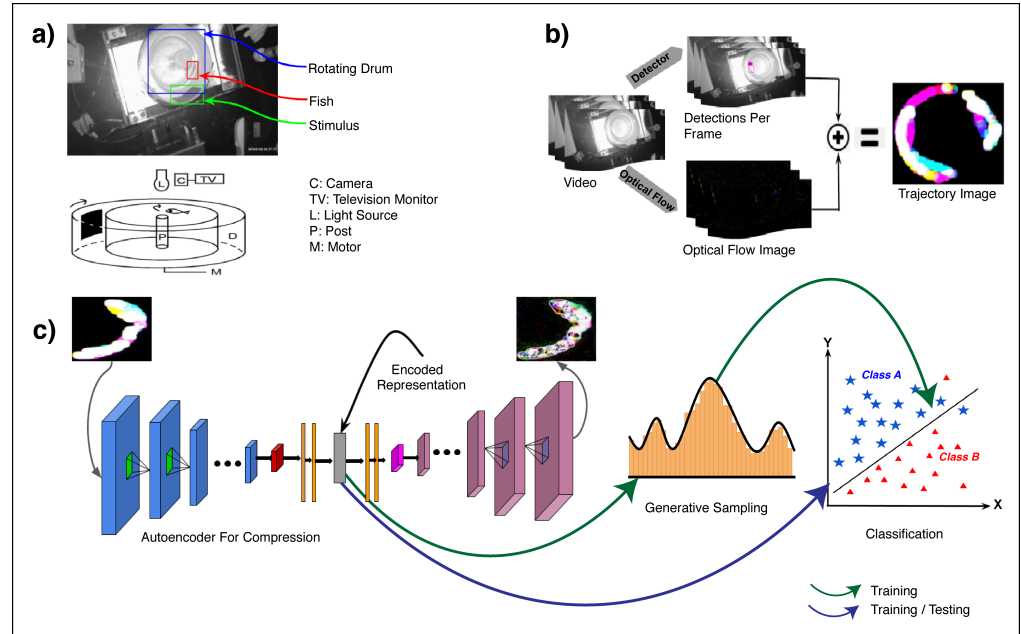 a)
Rotating Drum
Fish
Stimulus
L
C
TV
P
D
M
C: Camera
TV: Television Monitor
L: Light Source
P: Post
M: Motor
b)
Detector
Video
Optical Flow
Detections Per
Frame
Optical Flow Image
Trajectory Image
c)
Encoded
Representation
Autoencoder For Compression
Generative Sampling
Y
Class A
Class B
X
Classification
Training
Training / Testing